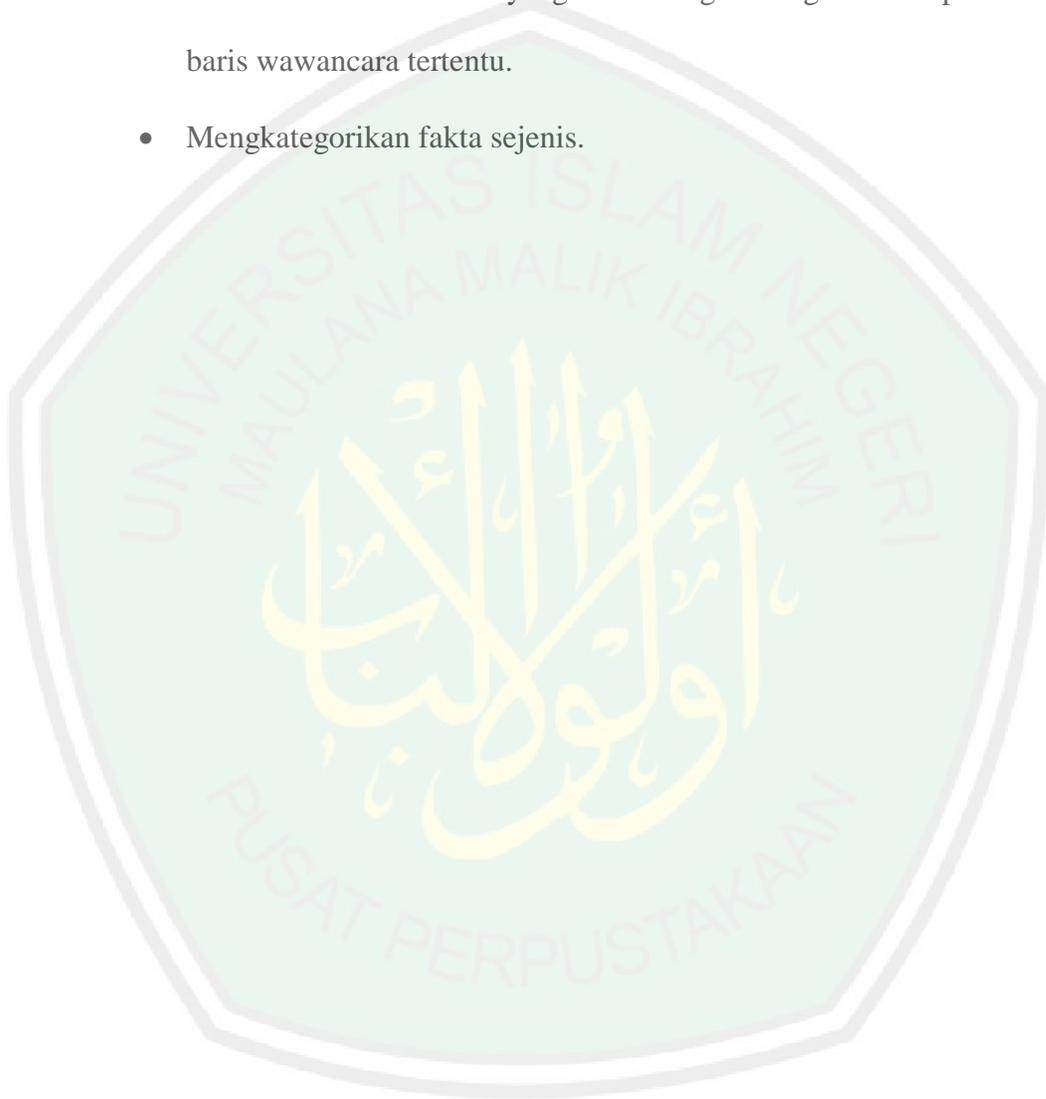 baris wawancara tertentu.
• Mengkategorikan fakta sejenis.
UNIVERSITAS ISLAM NEGERI
MAULANA MALIK IBRAHIM
PUSAT PERPUSTAKAAN